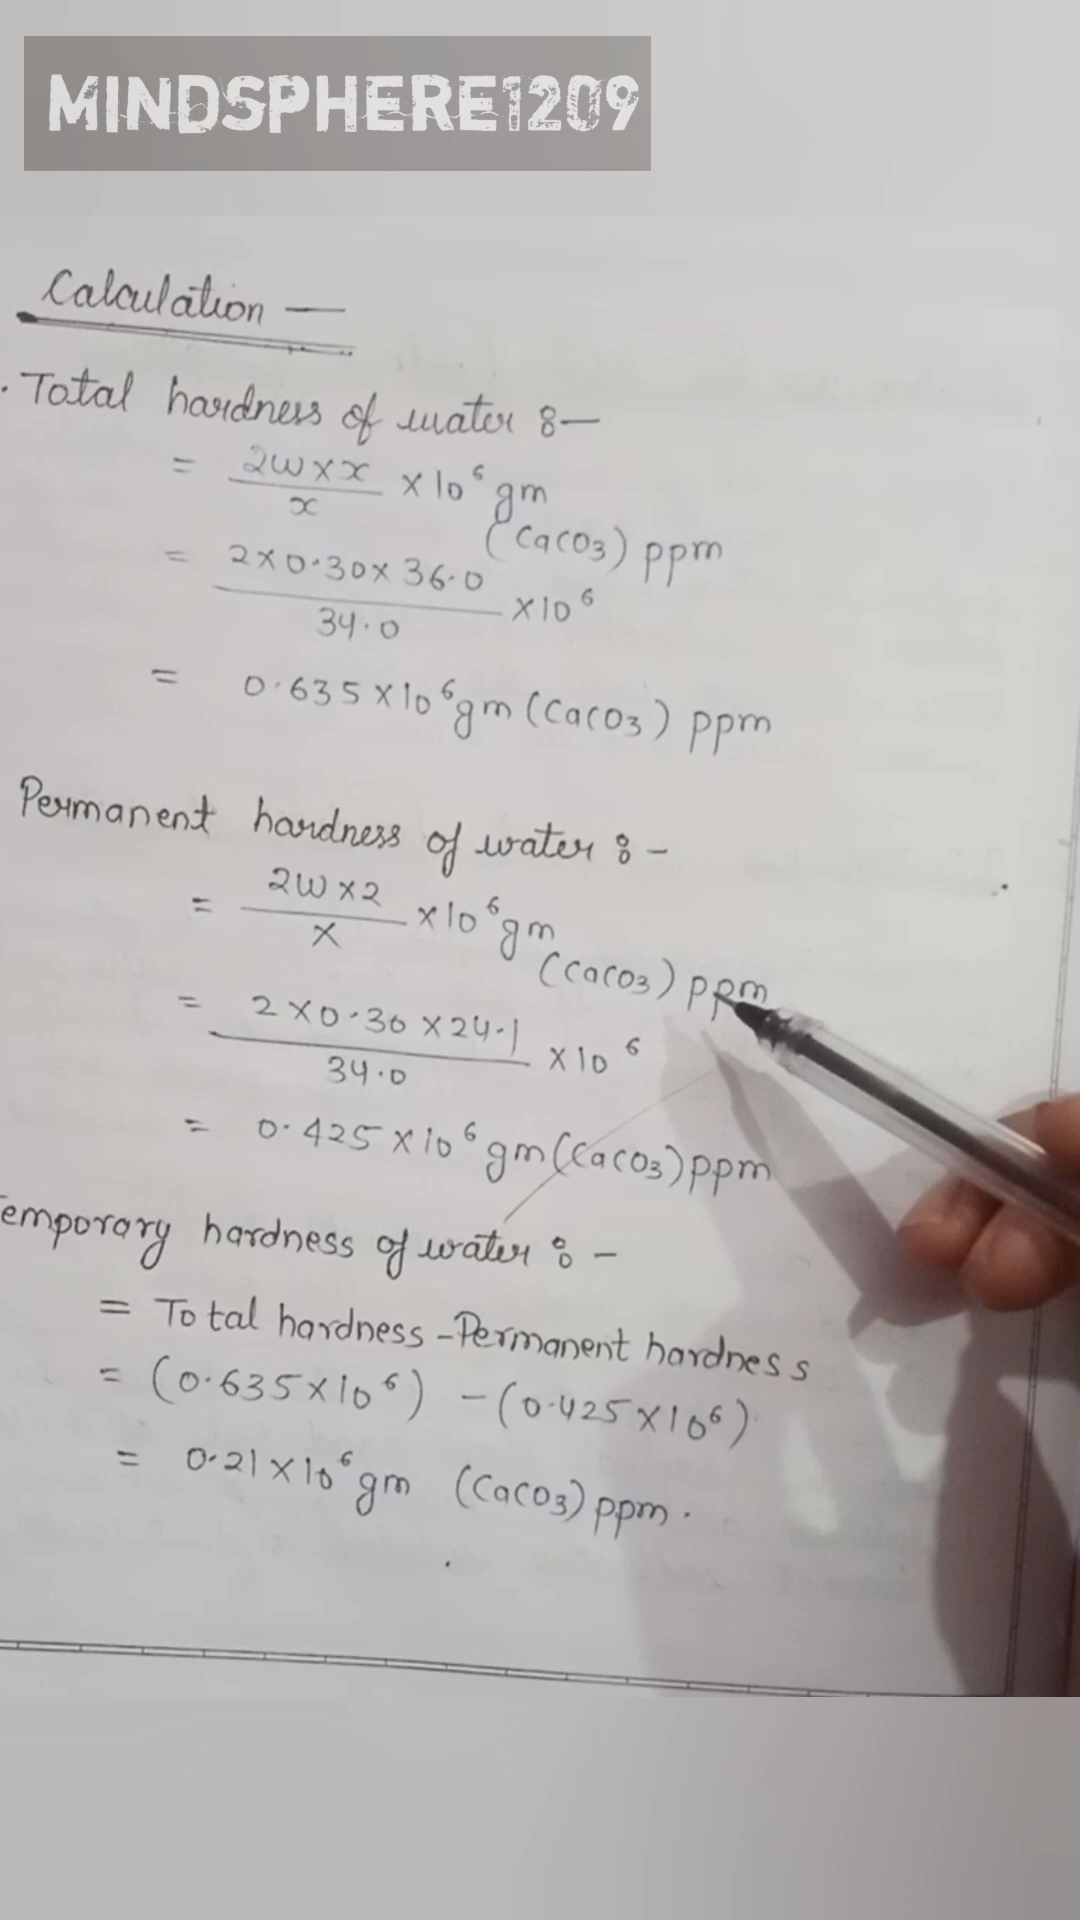 MINDSPHERE1209
Calculation —
. Total hardness of water :—
= 2W × x / x × 10⁶ gm
(CaCO₃) ppm
= 2 × 0.30 × 36.0 / 34.0 × 10⁶
= 0.635 × 10⁶ gm (CaCO₃) ppm
Permanent hardness of water :-
= 2W × 2 / X × 10⁶ gm
(CaCO₃) ppm
= 2 × 0.30 × 24.1 / 34.0 × 10⁶
= 0.425 × 10⁶ gm (CaCO₃) ppm
Temporary hardness of water :-
= Total hardness - Permanent hardness
= (0.635 × 10⁶) - (0.425 × 10⁶)
= 0.21 × 10⁶ gm (CaCO₃) ppm.